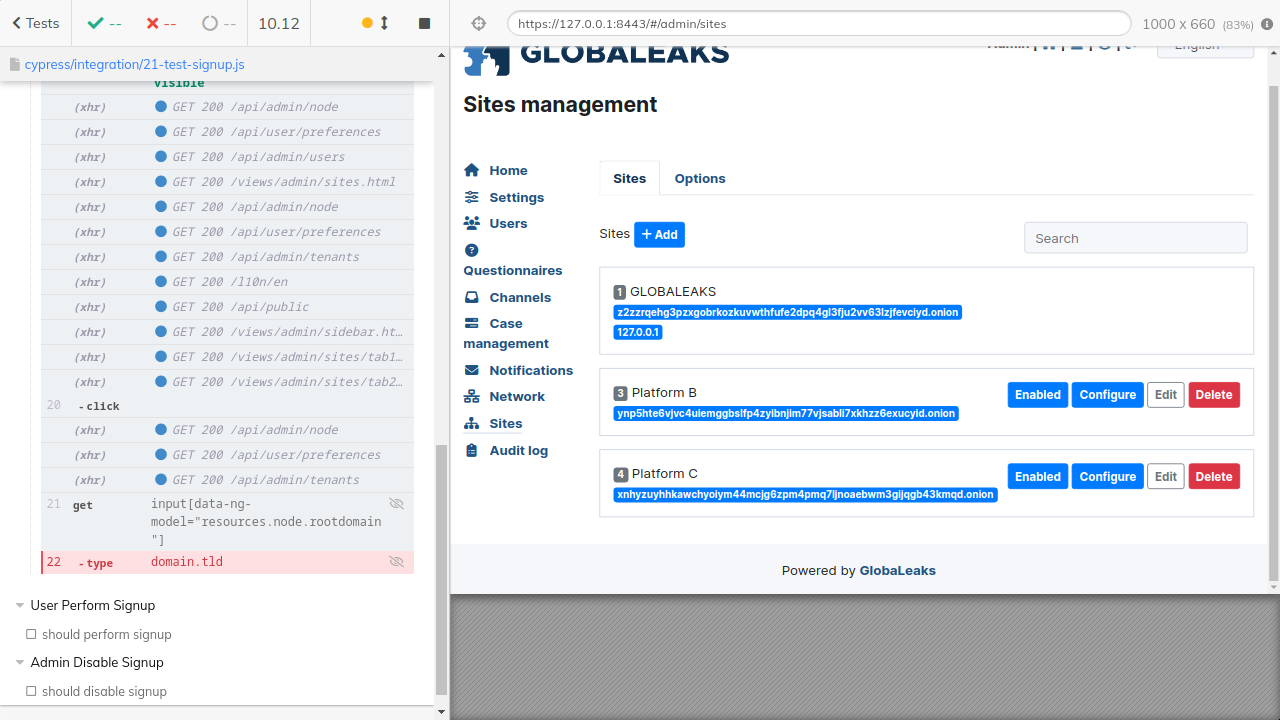 Tests
--
--
--
10.12
https://127.0.0.1:8443/#/admin/sites
1000 x 660 (83%)
cypress/integration/21-test-signup.js
visible
(xhr) GET 200 /api/admin/node
(xhr) GET 200 /api/user/preferences
(xhr) GET 200 /api/admin/users
(xhr) GET 200 /views/admin/sites.html
(xhr) GET 200 /api/admin/node
(xhr) GET 200 /api/user/preferences
(xhr) GET 200 /api/admin/tenants
(xhr) GET 200 /l10n/en
(xhr) GET 200 /api/public
(xhr) GET 200 /views/admin/sidebar.ht…
(xhr) GET 200 /views/admin/sites/tab1…
(xhr) GET 200 /views/admin/sites/tab2…
20 - click
(xhr) GET 200 /api/admin/node
(xhr) GET 200 /api/user/preferences
(xhr) GET 200 /api/admin/tenants
21 get input[data-ng-
model="resources.node.rootdomain
"]
22 - type domain.tld
User Perform Signup
should perform signup
Admin Disable Signup
should disable signup
GLOBALEAKS
Admin
English
Sites management
Home
Settings
Users
Questionnaires
Channels
Case
management
Notifications
Network
Sites
Audit log
Sites Options
Sites + Add
Search
1 GLOBALEAKS
z2zzrqehg3pzxgobrkozkuvwthfufe2dpq4gl3fju2vv63lzjfevciyd.onion
127.0.0.1
3 Platform B
Enabled Configure Edit Delete
ynp5hte6vjvc4uiemggbslfp4zyibnjim77vjsabli7xkhzz6exucyid.onion
4 Platform C
Enabled Configure Edit Delete
xnhyzuyhhkawchyoiym44mcjg6zpm4pmq7ljnoaebwm3gijqgb43kmqd.onion
Powered by GlobaLeaks